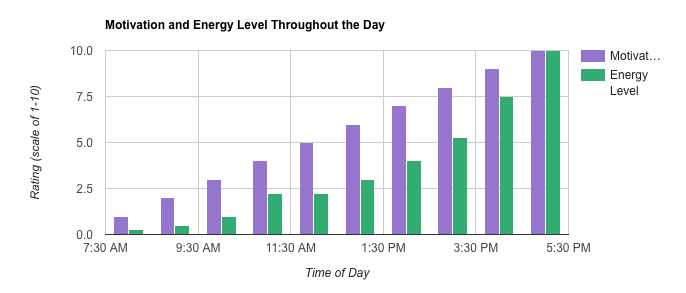 Motivation and Energy Level Throughout the Day
10.0
7.5
5.0
2.5
0.0
Rating (scale of 1-10)
7:30 AM 9:30 AM 11:30 AM 1:30 PM 3:30 PM 5:30 PM
Time of Day
Motivat…
Energy
Level